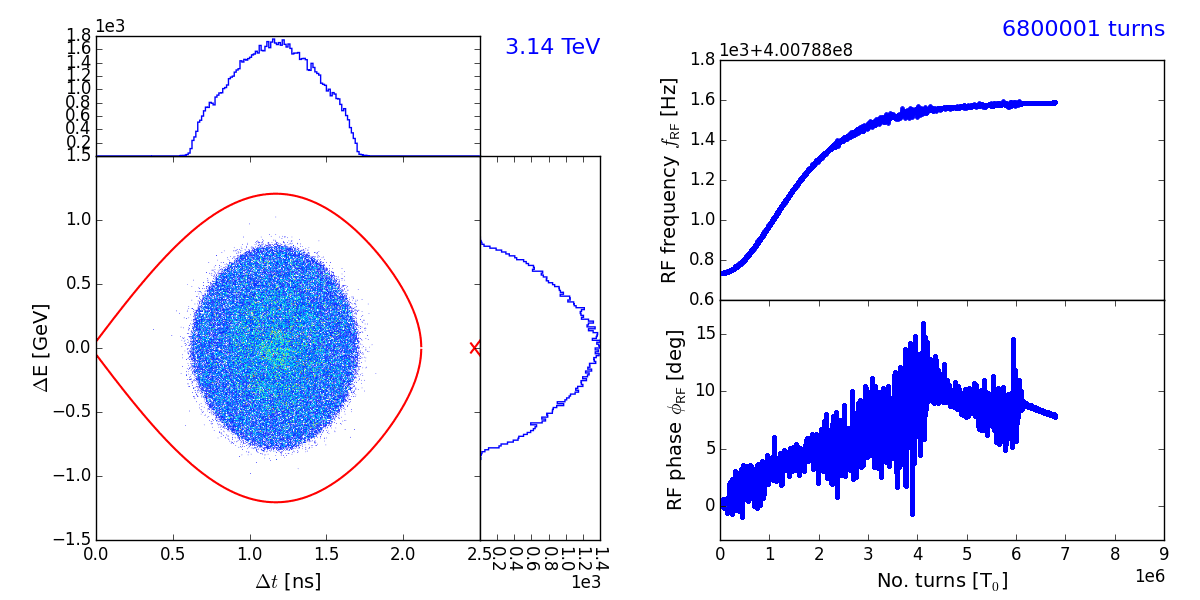 1e3
3.14 TeV
1.8
1.6
1.4
1.2
1.0
0.8
0.6
0.4
0.2
1.5
1.0
0.5
0.0
−0.5
−1.0
−1.5
ΔE [GeV]
0.0 0.5 1.0 1.5 2.0 2.5
Δt [ns]
0.2 0.4 0.6 0.8 1.0 1.2 1.4
1e3
6800001 turns
1e3+4.00788e8
1.8
1.6
1.4
1.2
1.0
0.8
0.6
RF frequency fRF [Hz]
15
10
5
0
RF phase ϕRF [deg]
0 1 2 3 4 5 6 7 8 9
1e6
No. turns [T0]